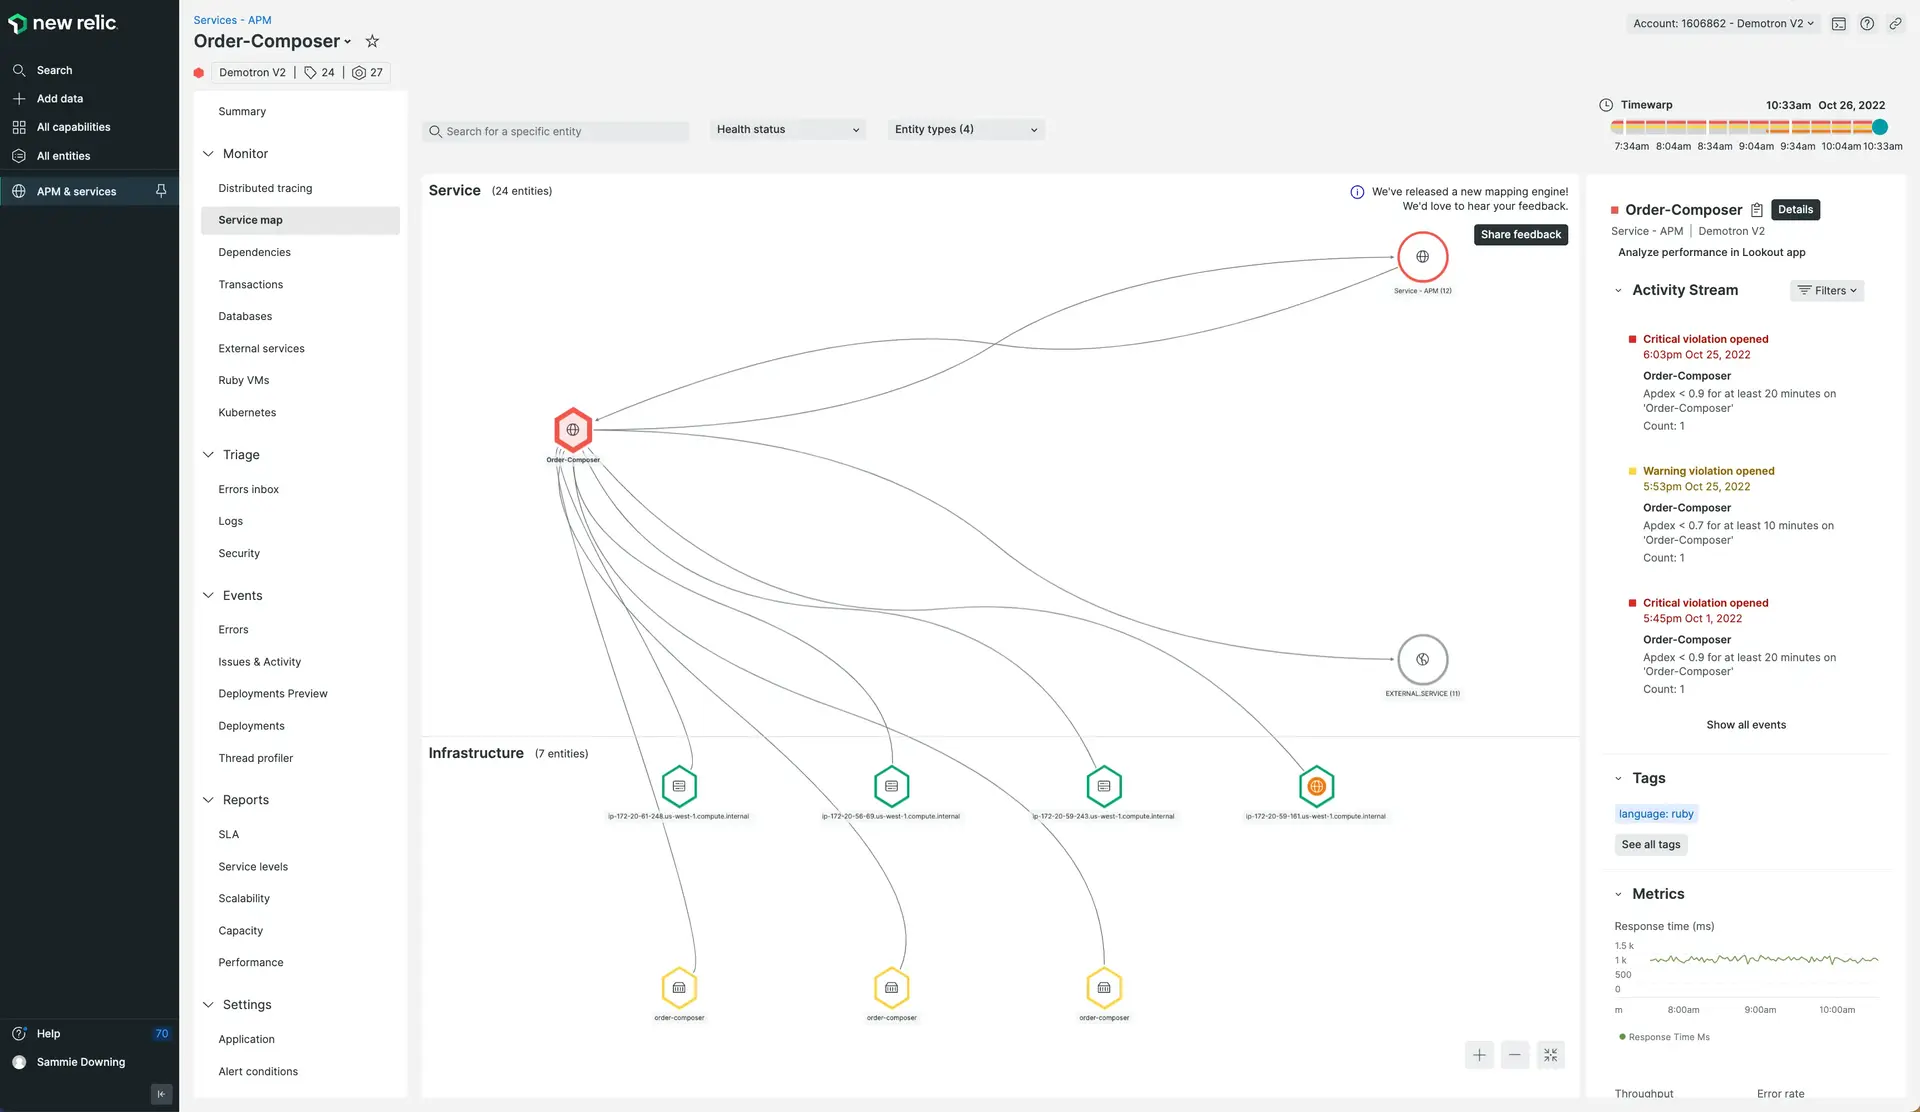 new relic
Search
Add data
All capabilities
All entities
APM & services
Help 70
Sammie Downing
Services - APM
Order-Composer
Demotron V2 | 24 | 27
Account: 1606862 - Demotron V2
Summary
Monitor
Distributed tracing
Service map
Dependencies
Transactions
Databases
External services
Ruby VMs
Kubernetes
Triage
Errors inbox
Logs
Security
Events
Errors
Issues & Activity
Deployments Preview
Deployments
Thread profiler
Reports
SLA
Service levels
Scalability
Capacity
Performance
Settings
Application
Alert conditions
Search for a specific entity
Health status
Entity types (4)
Timewarp 10:33am Oct 26, 2022
7:34am 8:04am 8:34am 9:04am 9:34am 10:04am 10:33am
Service (24 entities)
We've released a new mapping engine!
We'd love to hear your feedback.
Share feedback
Service - APM (12)
Order-Composer
EXTERNAL.SERVICE (11)
Infrastructure (7 entities)
ip-172-20-61-248.us-west-1.compute.internal
ip-172-20-56-69.us-west-1.compute.internal
ip-172-20-59-243.us-west-1.compute.internal
ip-172-20-59-161.us-west-1.compute.internal
order-composer
order-composer
order-composer
Order-Composer Details
Service - APM | Demotron V2
Analyze performance in Lookout app
Activity Stream Filters
Critical violation opened
6:03pm Oct 25, 2022
Order-Composer
Apdex < 0.9 for at least 20 minutes on
'Order-Composer'
Count: 1
Warning violation opened
5:53pm Oct 25, 2022
Order-Composer
Apdex < 0.7 for at least 10 minutes on
'Order-Composer'
Count: 1
Critical violation opened
5:45pm Oct 1, 2022
Order-Composer
Apdex < 0.9 for at least 20 minutes on
'Order-Composer'
Count: 1
Show all events
Tags
language: ruby
See all tags
Metrics
Response time (ms)
1.5 k
1 k
500
0
m 8:00am 9:00am 10:00am
Response Time Ms
Throughput Error rate